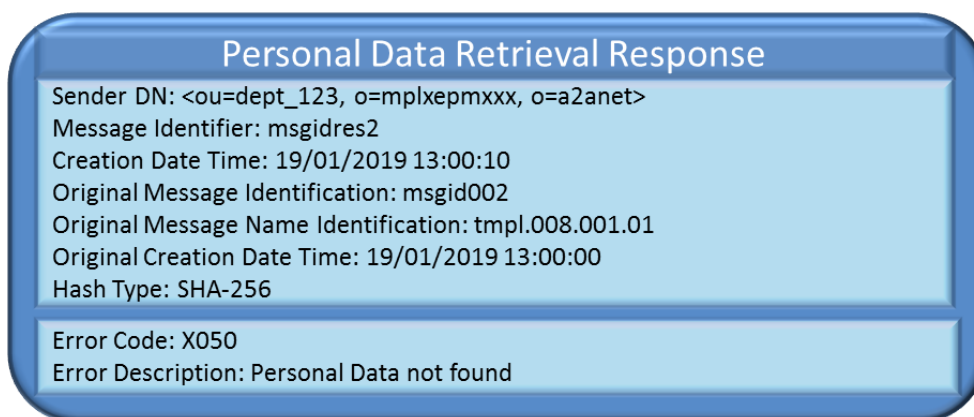 Personal Data Retrieval Response
Sender DN: <ou=dept_123, o=mplxepmxxx, o=a2anet>
Message Identifier: msgidres2
Creation Date Time: 19/01/2019 13:00:10
Original Message Identification: msgid002
Original Message Name Identification: tmpl.008.001.01
Original Creation Date Time: 19/01/2019 13:00:00
Hash Type: SHA-256
Error Code: X050
Error Description: Personal Data not found